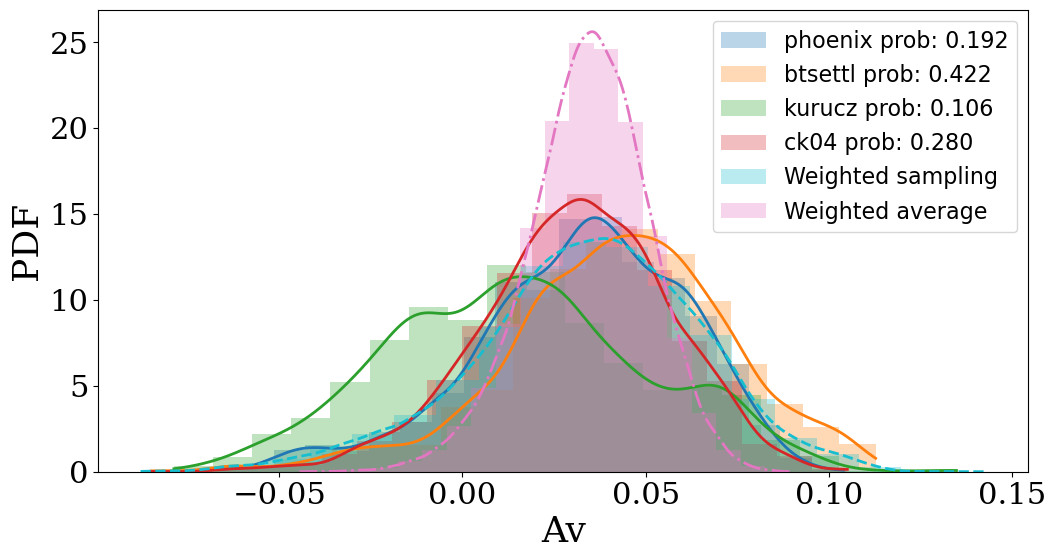 25
20
15
10
5
0
PDF
−0.05
0.00
0.05
0.10
0.15
Av
phoenix prob: 0.192
btsettl prob: 0.422
kurucz prob: 0.106
ck04 prob: 0.280
Weighted sampling
Weighted average